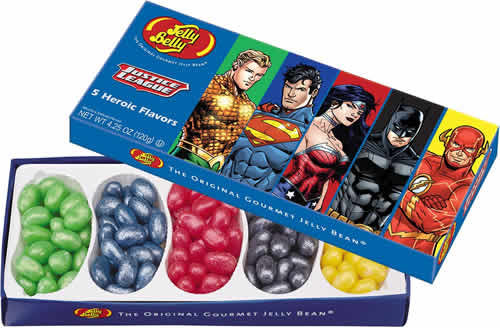 Jelly
Belly
®
THE ORIGINAL GOURMET JELLY BEAN®
JUSTICE
LEAGUE
5 Heroic Flavors
NET WT 4.25 OZ (120g)
Jelly
Belly
THE ORIGINAL GOURMET JELLY BEAN®
Jelly
Belly
THE ORIGINAL GOURMET JELLY BEAN®